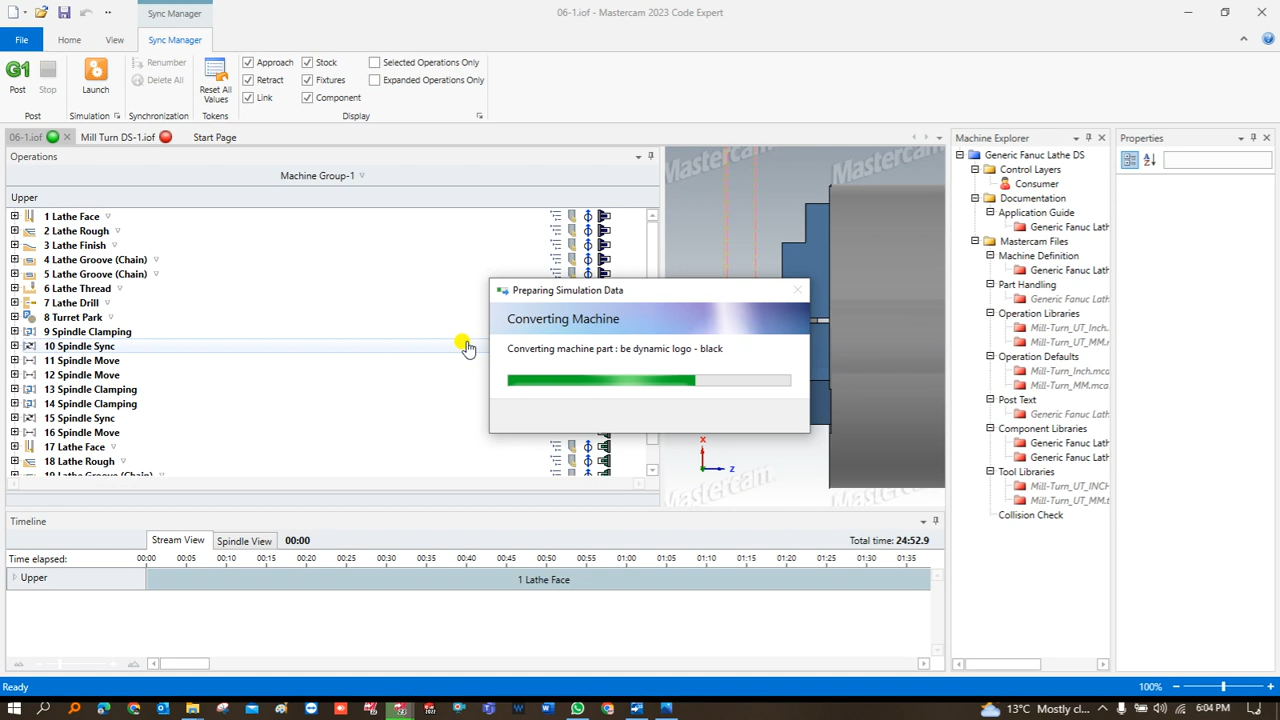 Sync Manager
06-1.iof - Mastercam 2023 Code Expert
File
Home
View
Sync Manager
G1
Post
Stop
Post
Launch
Simulation
Renumber
Delete All
Synchronization
Reset All
Values
Tokens
Approach
Stock
Selected Operations Only
Retract
Fixtures
Expanded Operations Only
Link
Component
Display
06-1.iof
Mill Turn DS-1.iof
Start Page
Operations
Machine Group-1
Upper
1 Lathe Face
2 Lathe Rough
3 Lathe Finish
4 Lathe Groove (Chain)
5 Lathe Groove (Chain)
6 Lathe Thread
7 Lathe Drill
8 Turret Park
9 Spindle Clamping
10 Spindle Sync
11 Spindle Move
12 Spindle Move
13 Spindle Clamping
14 Spindle Clamping
15 Spindle Sync
16 Spindle Move
17 Lathe Face
18 Lathe Rough
19 Lathe Groove (Chain)
Mastercam
Mastercam.
Mastercam.
x
z
Preparing Simulation Data
Converting Machine
Converting machine part : be dynamic logo - black
Machine Explorer
Generic Fanuc Lathe DS
Control Layers
Consumer
Documentation
Application Guide
Generic Fanuc Lath
Mastercam Files
Machine Definition
Generic Fanuc Lath
Part Handling
Generic Fanuc Lath
Operation Libraries
Mill-Turn_UT_Inch.
Mill-Turn_UT_MM.
Operation Defaults
Mill-Turn_Inch.mca
Mill-Turn_MM.mca
Post Text
Generic Fanuc Lath
Component Libraries
Generic Fanuc Lath
Generic Fanuc Lath
Tool Libraries
Mill-Turn_UT_INCH
Mill-Turn_UT_MM.t
Collision Check
Properties
Timeline
Stream View
Spindle View
00:00
Total time: 24:52.9
Time elapsed:
00:00 00:05 00:10 00:15 00:20 00:25 00:30 00:35 00:40 00:45 00:50 00:55 01:00 01:05 01:10 01:15 01:20 01:25 01:30 01:35
Upper
1 Lathe Face
Ready
100%
13°C Mostly cl...
6:04 PM